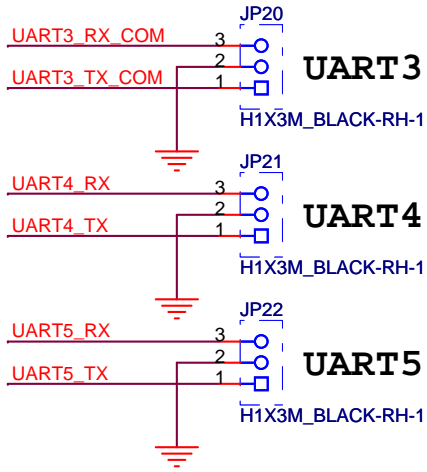 JP20
UART3_RX_COM
3
2
UART3
UART3_TX_COM
1
H1X3M_BLACK-RH-1
JP21
UART4_RX
3
2
UART4
UART4_TX
1
H1X3M_BLACK-RH-1
JP22
UART5_RX
3
2
UART5
UART5_TX
1
H1X3M_BLACK-RH-1